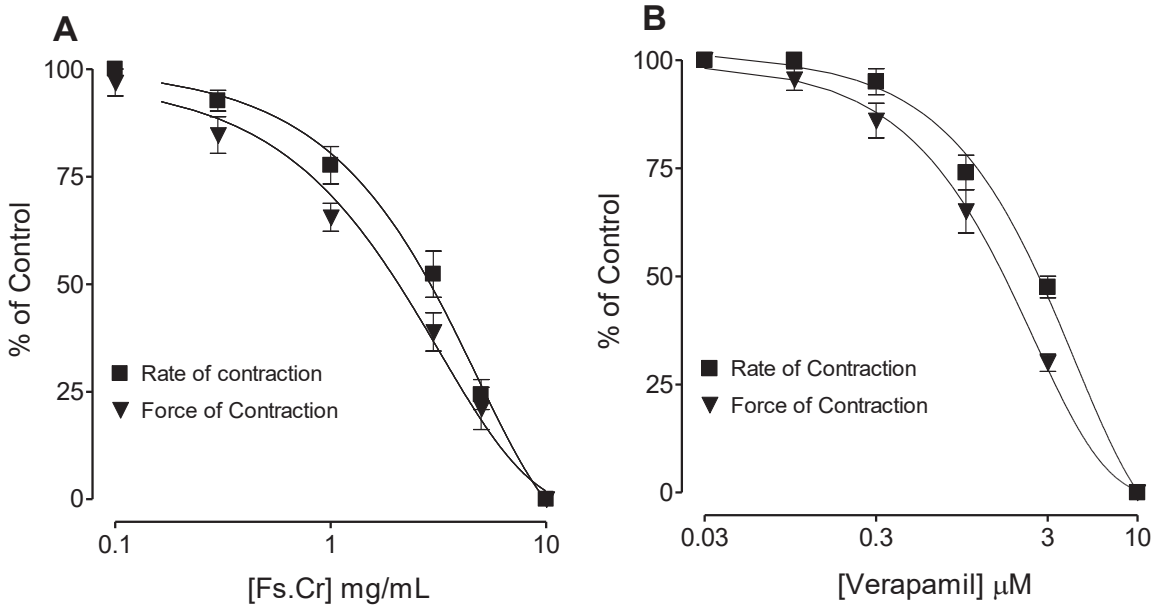 A
% of Control
100
75
50
25
0
Rate of contraction
Force of Contraction
0.1
1
10
[Fs.Cr] mg/mL
B
% of Control
100
75
50
25
0
Rate of Contraction
Force of Contraction
0.03
0.3
3
10
[Verapamil] μM